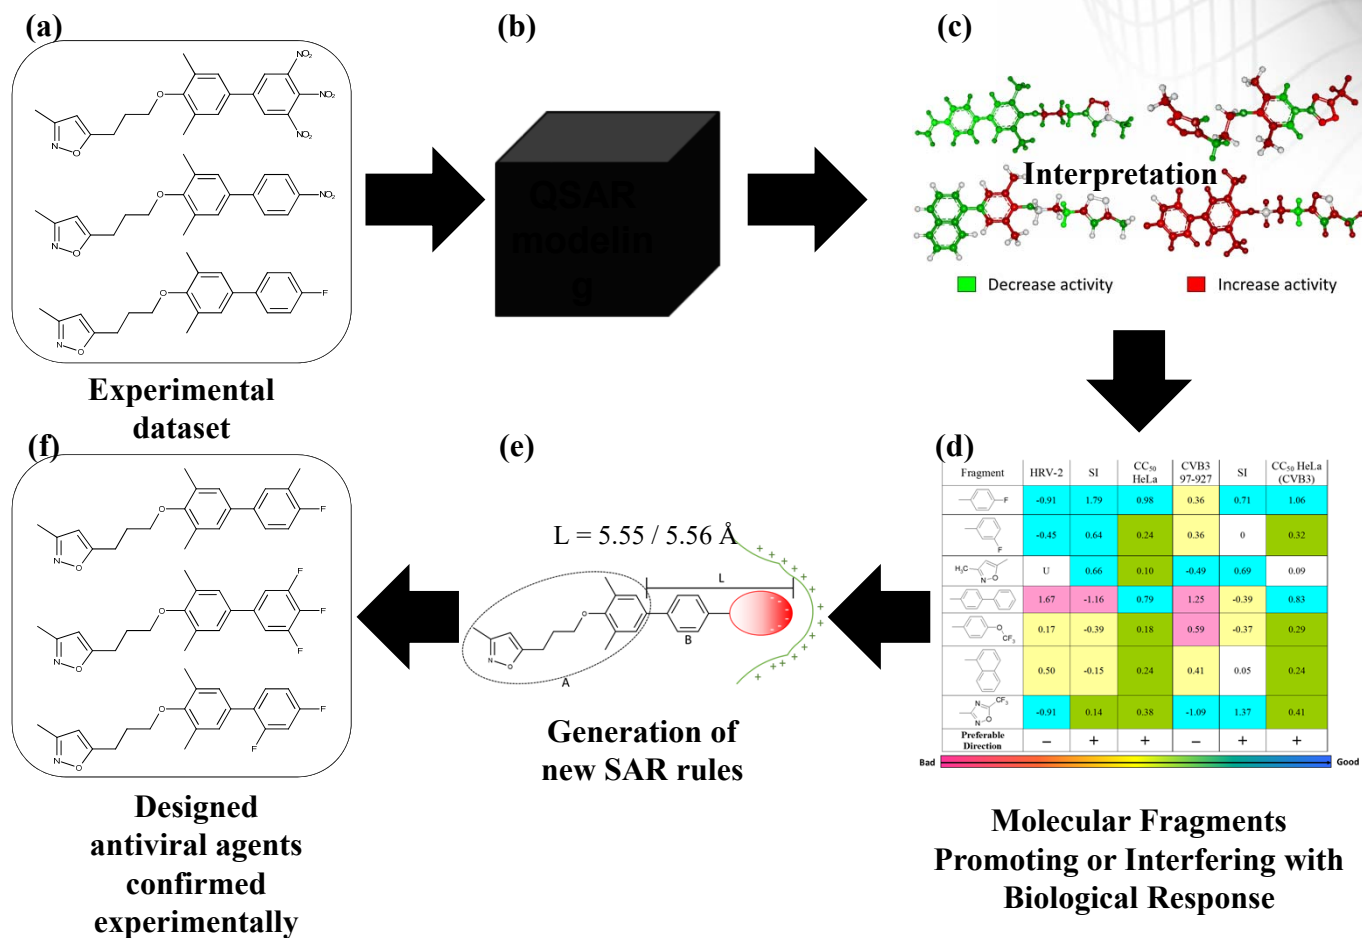 (a)
NO₂
NO₂
NO₂
O
N
O
NO₂
O
N
O
F
O
N
O
Experimental
dataset
(b)
QSAR
modelin
g
(c)
Interpretation
Decrease activity
Increase activity
(d)
Fragment HRV-2 SI CC₅₀ HeLa CVB3 97-927 SI CC₅₀ HeLa (CVB3)
F -0.91 1.79 0.98 0.36 0.71 1.06
F -0.45 0.64 0.24 0.36 0 0.32
H₃C N O U 0.66 0.10 -0.49 0.69 0.09
1.67 -1.16 0.79 1.25 -0.39 0.83
O CF₃ 0.17 -0.39 0.18 0.59 -0.37 0.29
0.50 -0.15 0.24 0.41 0.05 0.24
N CF₃ N O -0.91 0.14 0.38 -1.09 1.37 0.41
Preferable Direction − + + − + +
Bad Good
Molecular Fragments
Promoting or Interfering with
Biological Response
(e)
L = 5.55 / 5.56 Å
L
O
N
O
A
B
Generation of
new SAR rules
(f)
F
O
N
O
F
F
F
O
N
O
F
F
O
N
O
Designed
antiviral agents
confirmed
experimentally